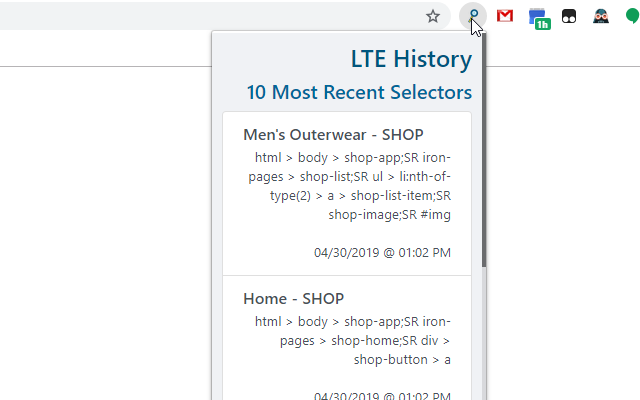 1h
LTE History
10 Most Recent Selectors
Men's Outerwear - SHOP
html > body > shop-app;SR iron-
pages > shop-list;SR ul > li:nth-of-
type(2) > a > shop-list-item;SR
shop-image;SR #img
04/30/2019 @ 01:02 PM
Home - SHOP
html > body > shop-app;SR iron-
pages > shop-home;SR div >
shop-button > a
04/30/2019 @ 01:02 PM